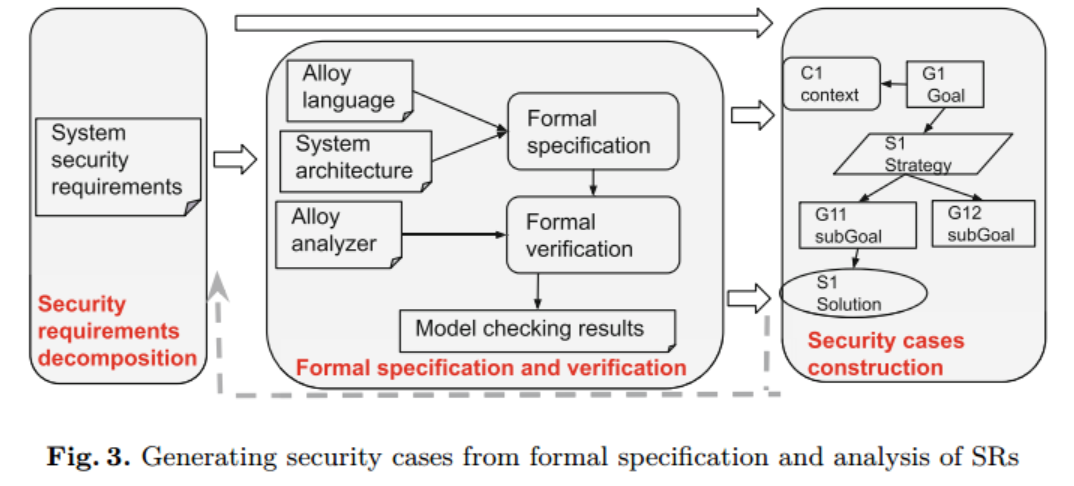 System
security
requirements
Security
requirements
decomposition
Alloy
language
System
architecture
Alloy
analyzer
Formal
specification
Formal
verification
Model checking results
Formal specification and verification
C1
context
G1
Goal
S1
Strategy
G11
subGoal
G12
subGoal
S1
Solution
Security cases
construction
Fig. 3. Generating security cases from formal specification and analysis of SRs